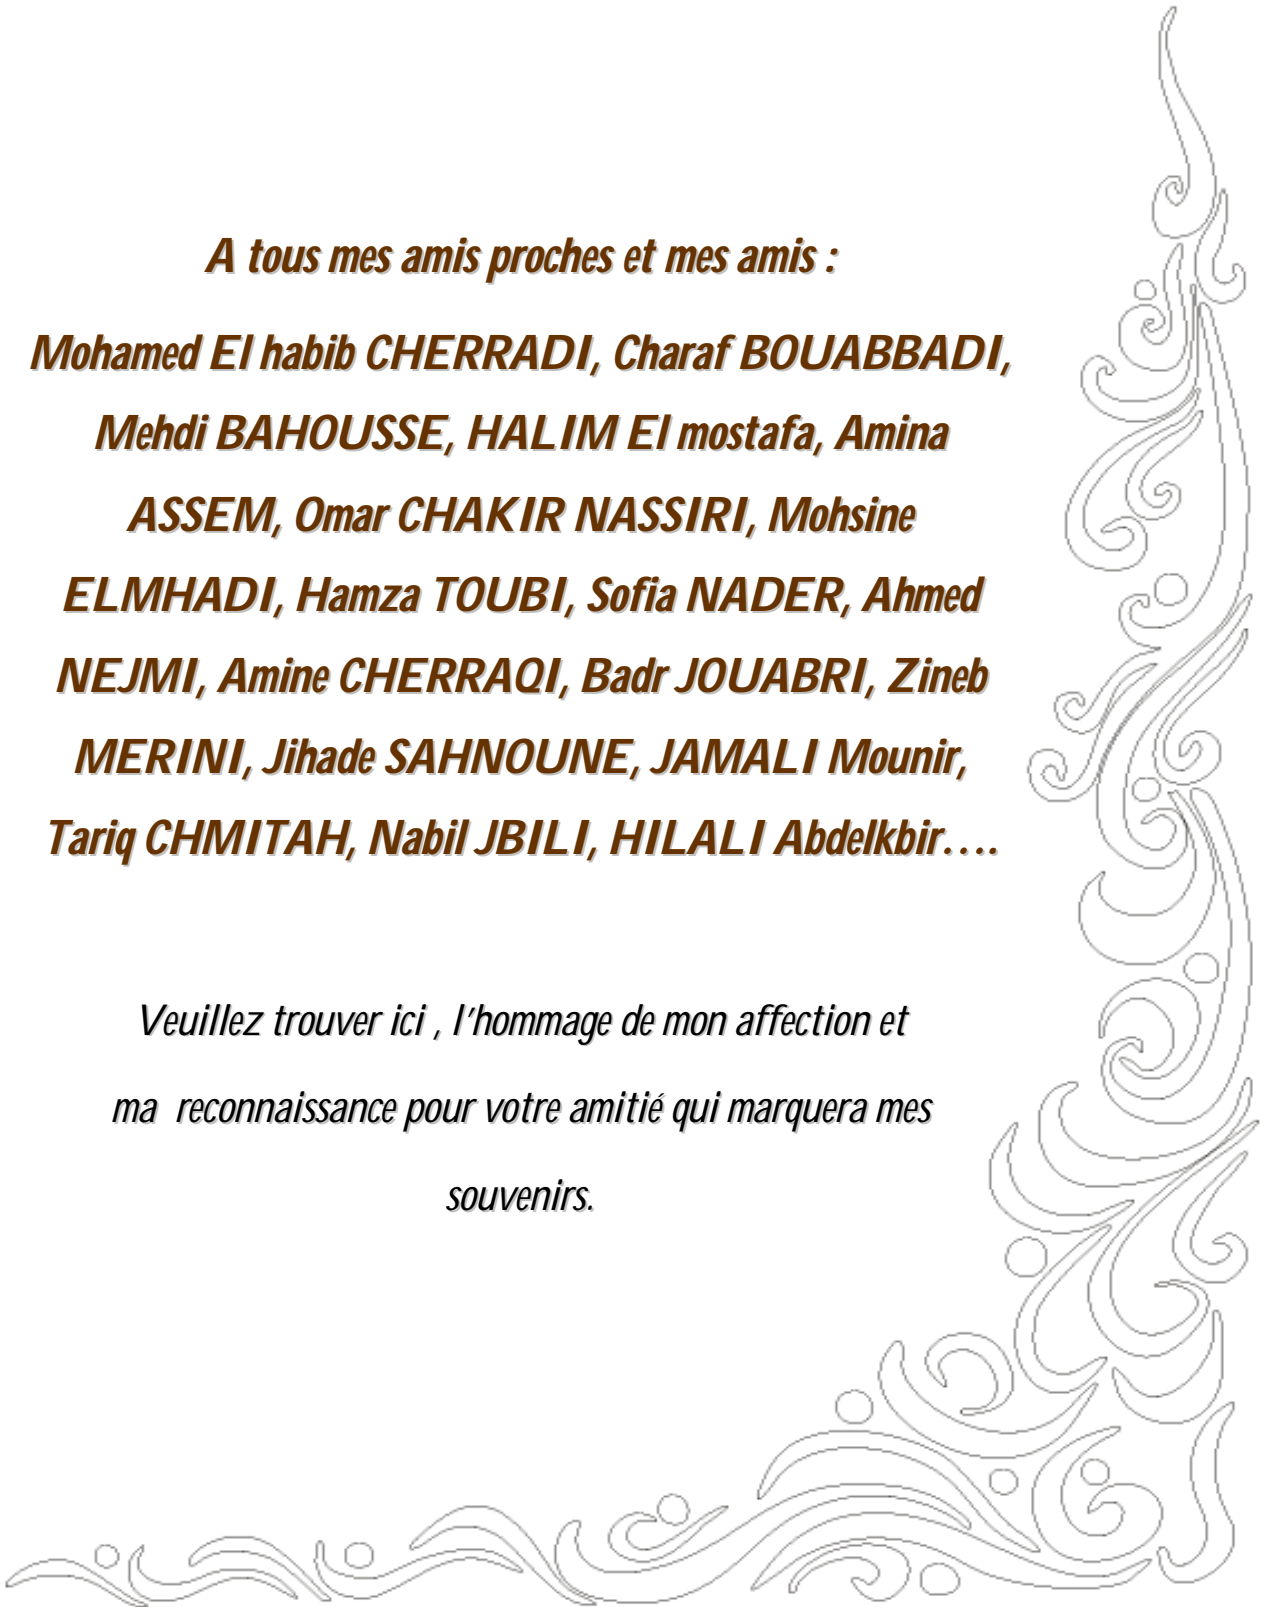 A tous mes amis proches et mes amis :
Mohamed El habib CHERRADI, Charaf BOUABBADI,
Mehdi BAHOUSSE, HALIM El mostafa, Amina
ASSEM, Omar CHAKIR NASSIRI, Mohsine
ELMHADI, Hamza TOUBI, Sofia NADER, Ahmed
NEJMI, Amine CHERRAQI, Badr JOUABRI, Zineb
MERINI, Jihade SAHNOUNE, JAMALI Mounir,
Tariq CHMITAH, Nabil JBILI, HILALI Abdelkbir….
Veuillez trouver ici , l’hommage de mon affection et
ma  reconnaissance pour votre amitié qui marquera mes
souvenirs.